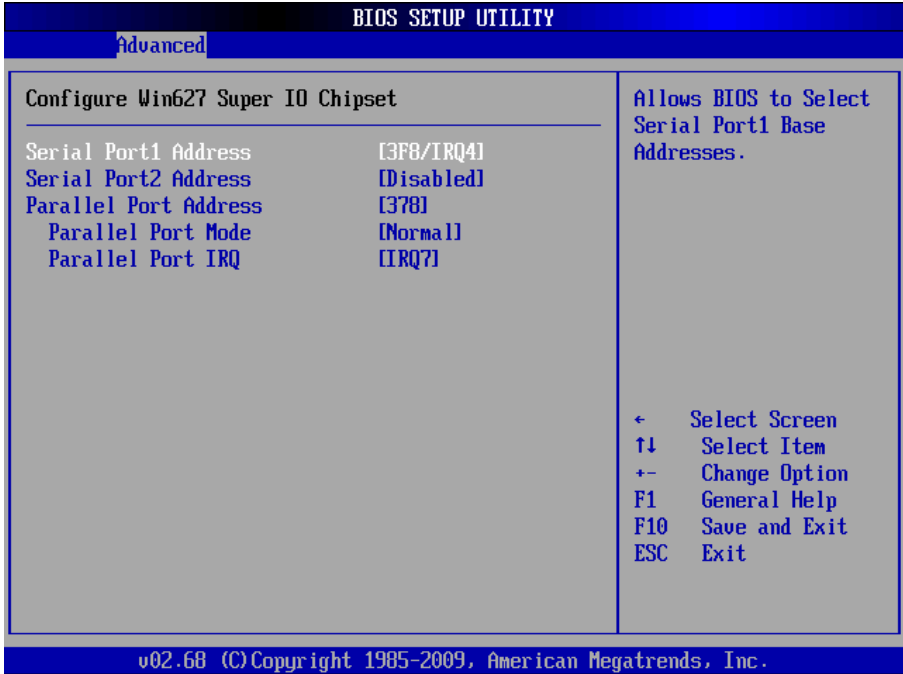 BIOS SETUP UTILITY
Advanced
Configure Win627 Super IO Chipset
Serial Port1 Address [3F8/IRQ4]
Serial Port2 Address [Disabled]
Parallel Port Address [378]
Parallel Port Mode [Normal]
Parallel Port IRQ [IRQ7]
Allows BIOS to Select
Serial Port1 Base
Addresses.
← Select Screen
↑↓ Select Item
+- Change Option
F1 General Help
F10 Save and Exit
ESC Exit
v02.68 (C)Copyright 1985-2009, American Megatrends, Inc.